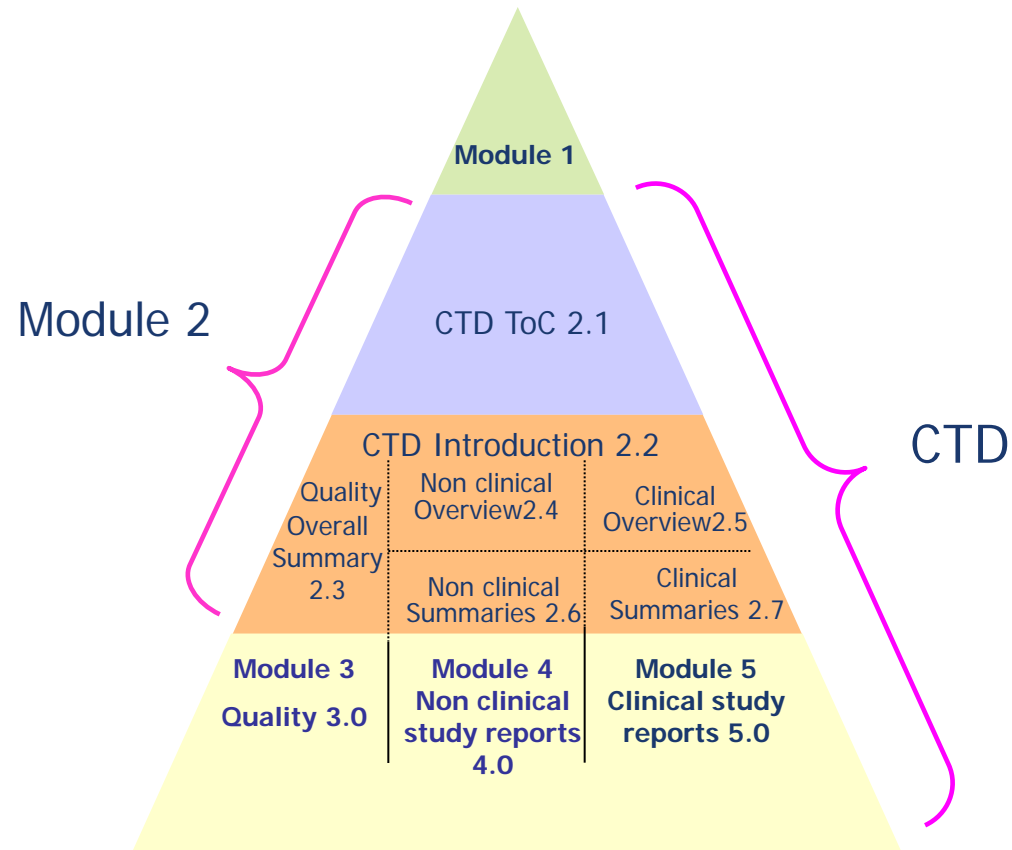 Module 1
Module 2
CTD ToC 2.1
CTD
CTD Introduction 2.2
Quality
Overall
Summary
2.3
Non clinical
Overview2.4
Clinical
Overview2.5
Non clinical
Summaries 2.6
Clinical
Summaries 2.7
Module 3
Quality 3.0
Module 4
Non clinical
study reports
4.0
Module 5
Clinical study
reports 5.0